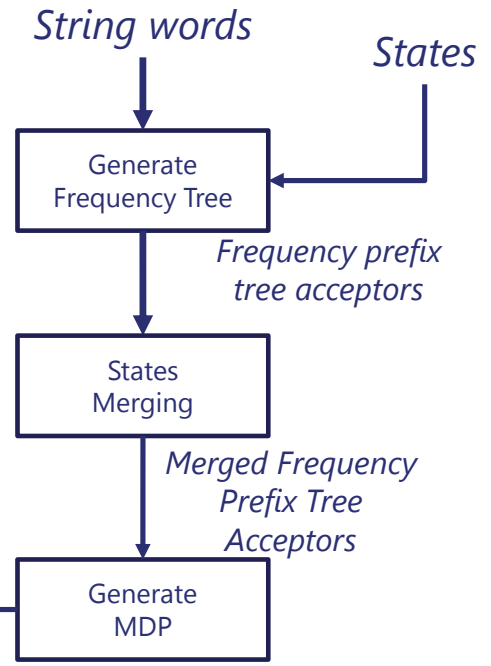 String words
States
Generate
Frequency Tree
Frequency prefix
tree acceptors
States
Merging
Merged Frequency
Prefix Tree
Acceptors
Generate
MDP